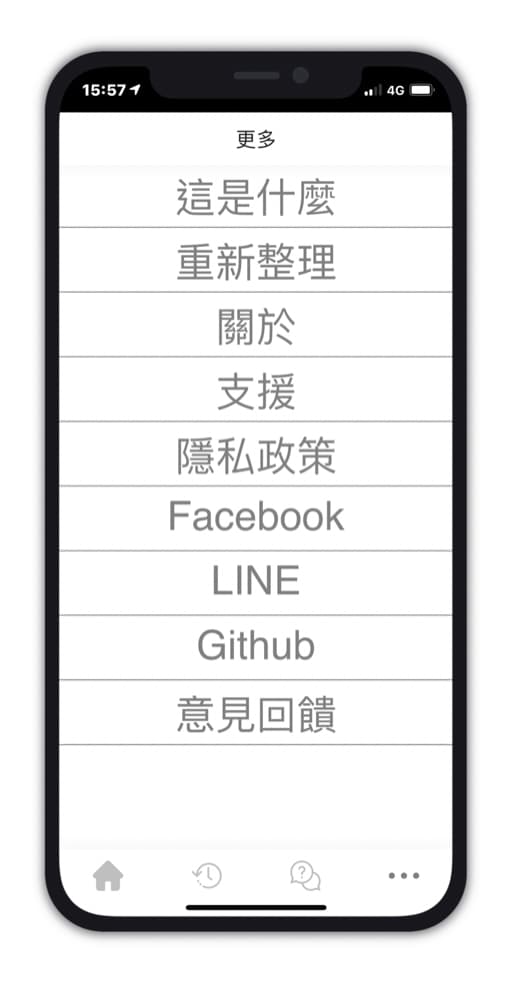 15:57
4G
更多
這是什麼
重新整理
關於
支援
隱私政策
Facebook
LINE
Github
意見回饋
?